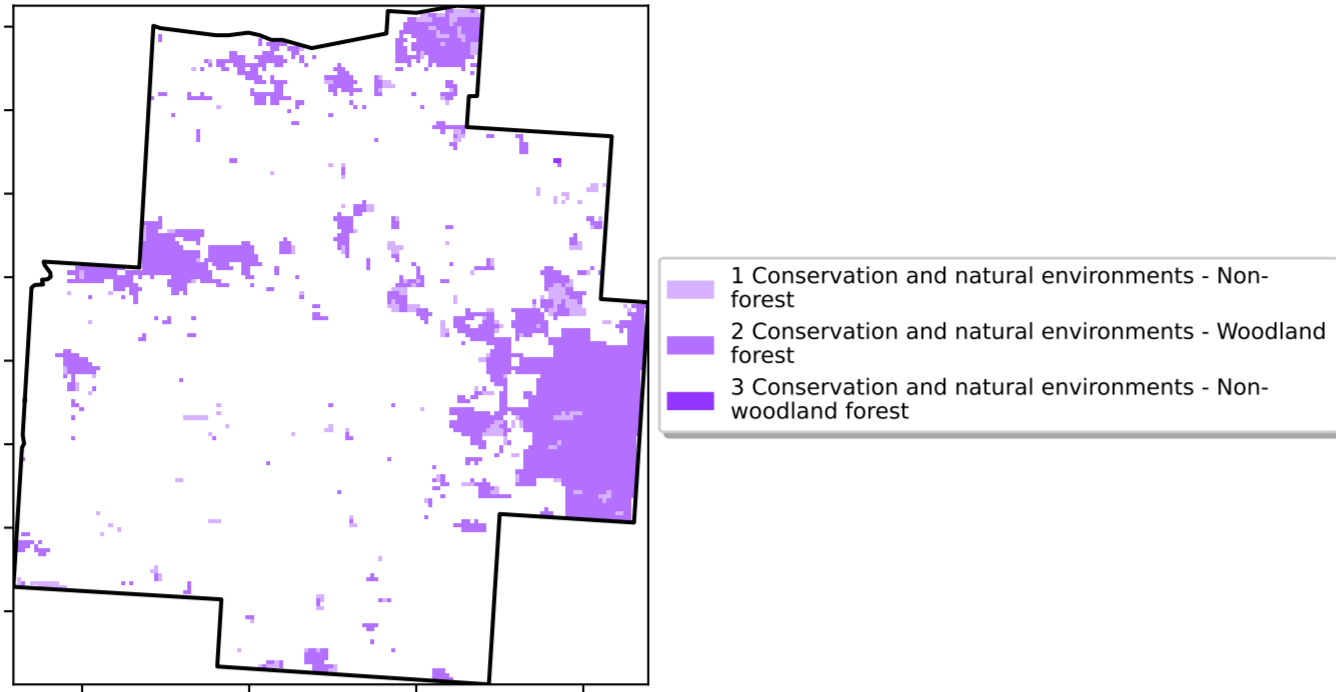 1 Conservation and natural environments - Non-
forest
2 Conservation and natural environments - Woodland
forest
3 Conservation and natural environments - Non-
woodland forest